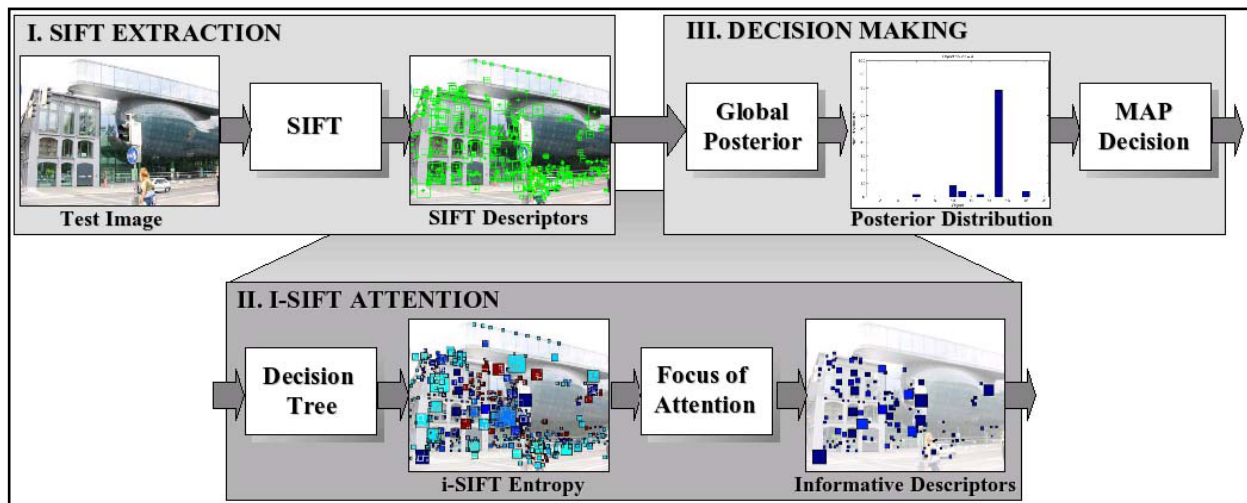 I. SIFT EXTRACTION
SIFT
Test Image
SIFT Descriptors
III. DECISION MAKING
Global
Posterior
Posterior Distribution
MAP
Decision
II. I-SIFT ATTENTION
Decision
Tree
i-SIFT Entropy
Focus of
Attention
Informative Descriptors